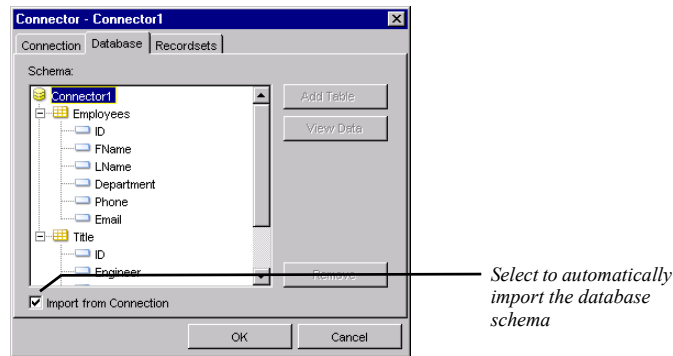 Connector - Connector1
Connection Database Recordsets
Schema:
Connector1
Employees
ID
FName
LName
Department
Phone
Email
Title
ID
Engineer
Add Table
View Data
Remove
Import from Connection
OK Cancel
Select to automatically
import the database
schema